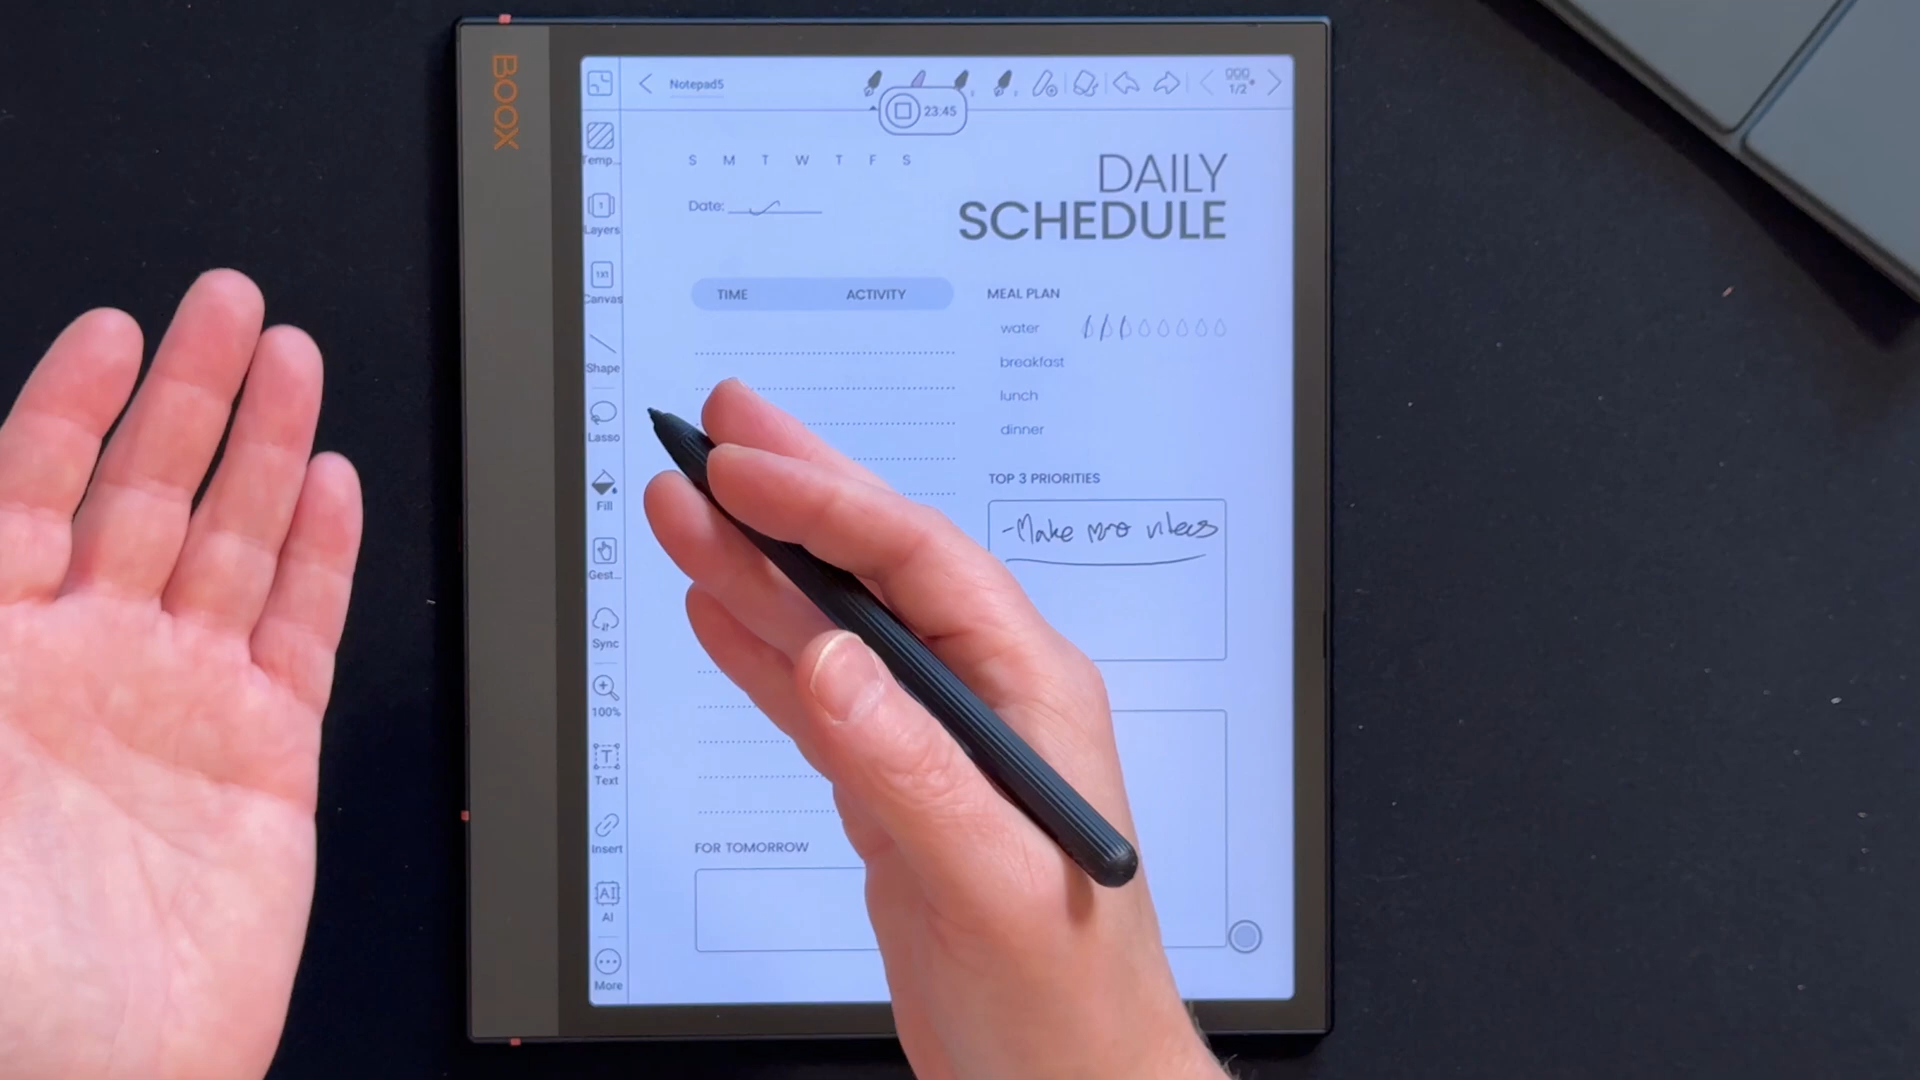 BOOX
Notepad5
1/2
23:45
Temp...
Layers
Canvas
Shape
Lasso
Fill
Gest...
Sync
100%
Text
Insert
AI
More
S M T W T F S
Date:
DAILY
SCHEDULE
TIME ACTIVITY
MEAL PLAN
water
breakfast
lunch
dinner
TOP 3 PRIORITIES
-Make
FOR TOMORROW